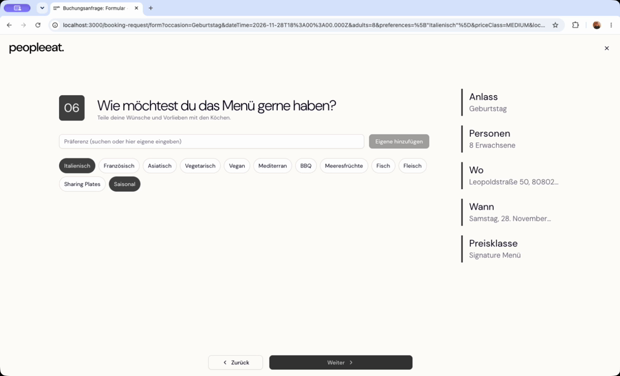 Buchungsanfrage: Formular
localhost:3000/booking-request/form?occasion=Geburtstag&dateTime=2026-11-28T18%3A00%3A00.000Z&adults=8&preferences=%5B"Italienisch"%5D&priceClass=MEDIUM&loc...
peopleeat.
06
Wie möchtest du das Menü gerne haben?
Teile deine Wünsche und Vorlieben mit den Köchen.
Präferenz (suchen oder hier eigene eingeben)
Eigene hinzufügen
Italienisch Französisch Asiatisch Vegetarisch Vegan Mediterran BBQ Meeresfrüchte Fisch Fleisch
Sharing Plates Saisonal
Anlass
Geburtstag
Personen
8 Erwachsene
Wo
Leopoldstraße 50, 80802...
Wann
Samstag, 28. November...
Preisklasse
Signature Menü
Zurück
Weiter